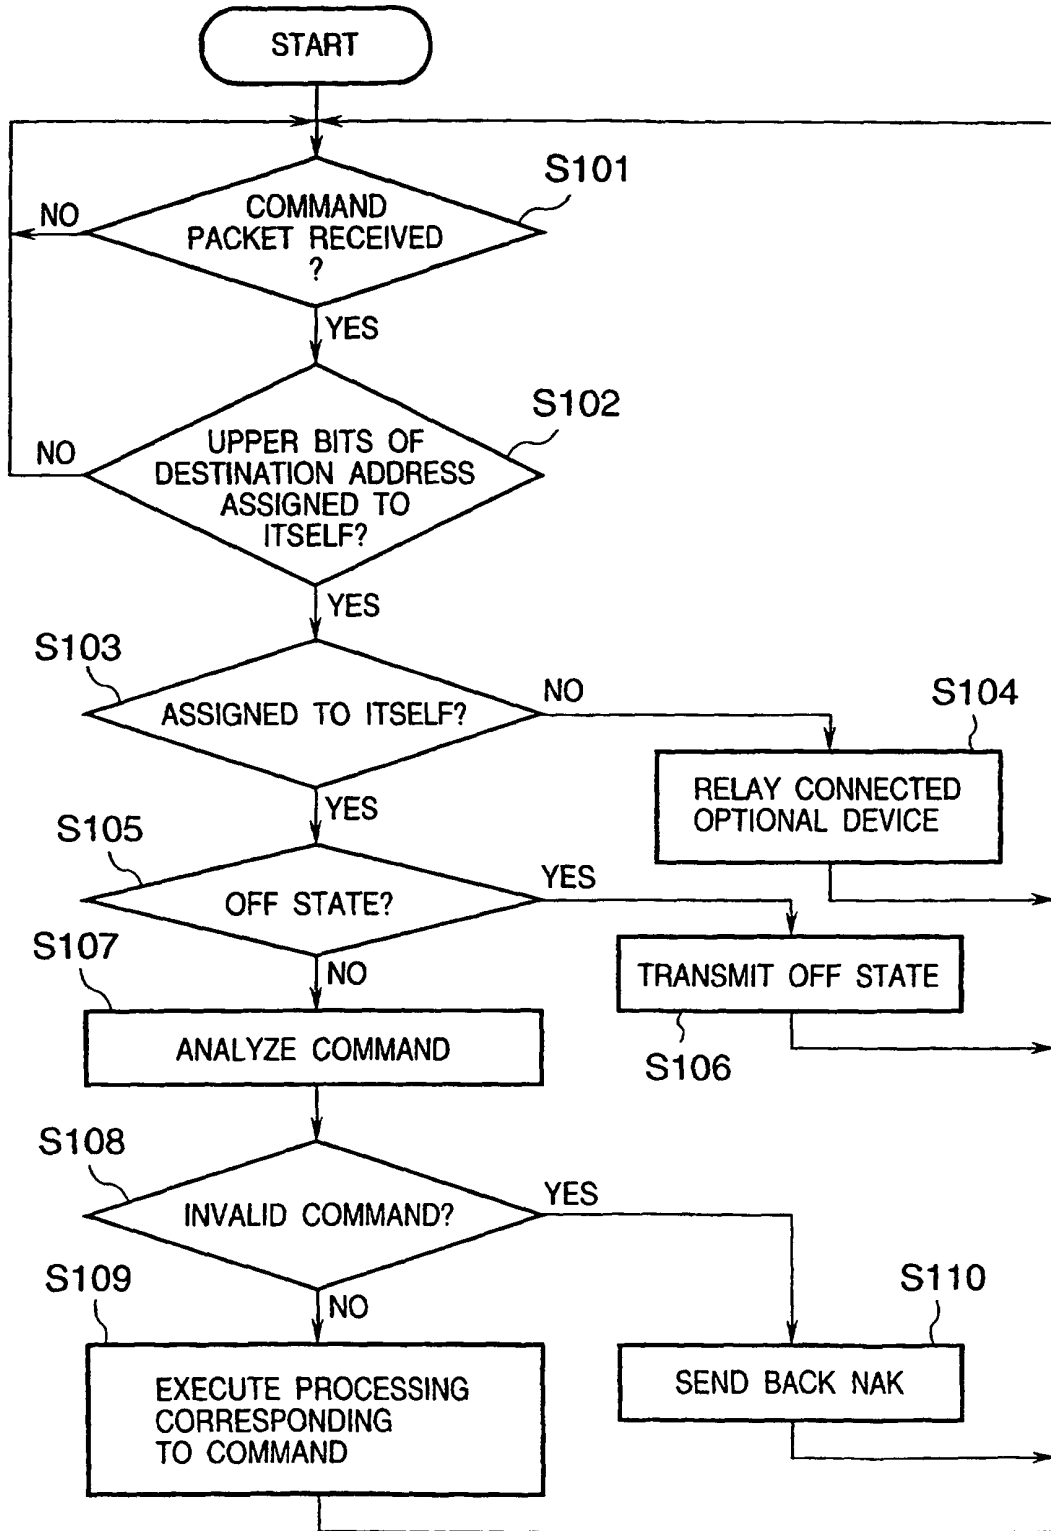 START
S101
COMMAND
PACKET RECEIVED
?
NO
YES
S102
UPPER BITS OF
DESTINATION ADDRESS
ASSIGNED TO
ITSELF?
NO
YES
S103
ASSIGNED TO ITSELF?
NO
S104
RELAY CONNECTED
OPTIONAL DEVICE
YES
S105
OFF STATE?
YES
TRANSMIT OFF STATE
S106
NO
S107
ANALYZE COMMAND
S108
INVALID COMMAND?
YES
S110
SEND BACK NAK
NO
S109
EXECUTE PROCESSING
CORRESPONDING
TO COMMAND